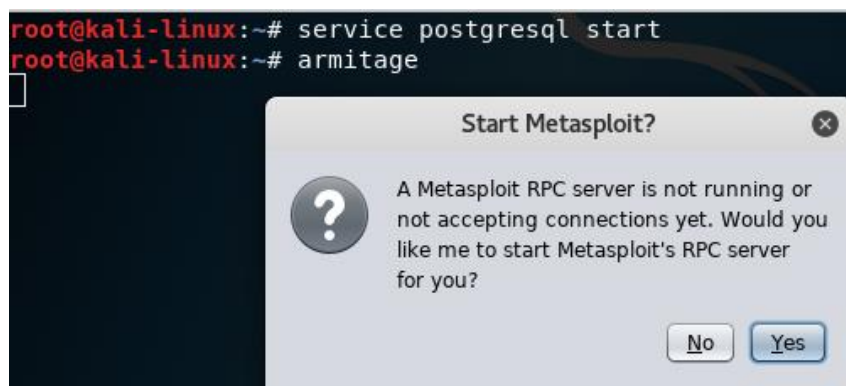 root@kali-linux:~# service postgresql start
root@kali-linux:~# armitage
Start Metasploit?
A Metasploit RPC server is not running or
not accepting connections yet. Would you
like me to start Metasploit's RPC server
for you?
No
Yes